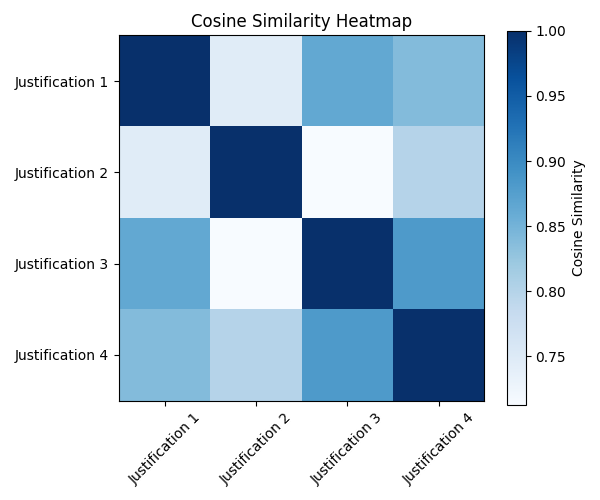 Cosine Similarity Heatmap
Justification 1
Justification 2
Justification 3
Justification 4
Justification 1
Justification 2
Justification 3
Justification 4
1.00
0.95
0.90
0.85
0.80
0.75
Cosine Similarity